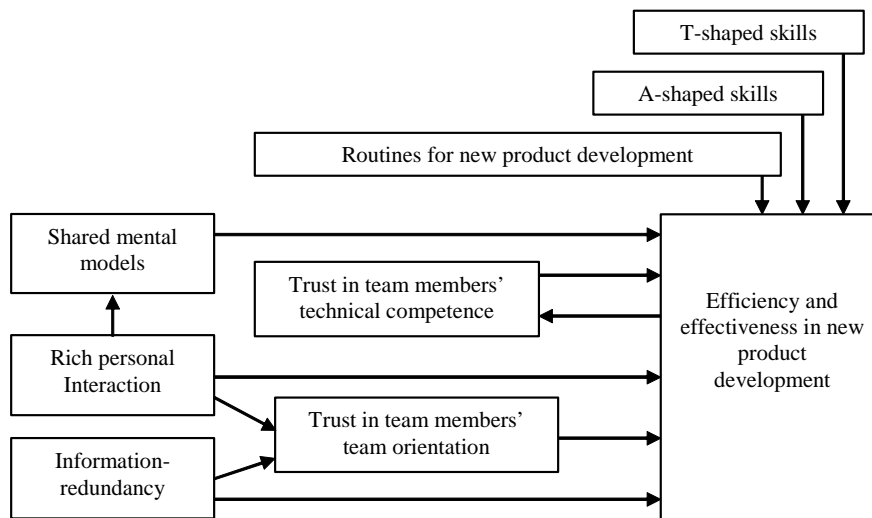 T-shaped skills
A-shaped skills
Routines for new product development
Shared mental
models
Trust in team members’
technical competence
Efficiency and
effectiveness in new
product
development
Rich personal
Interaction
Trust in team members’
team orientation
Information-
redundancy